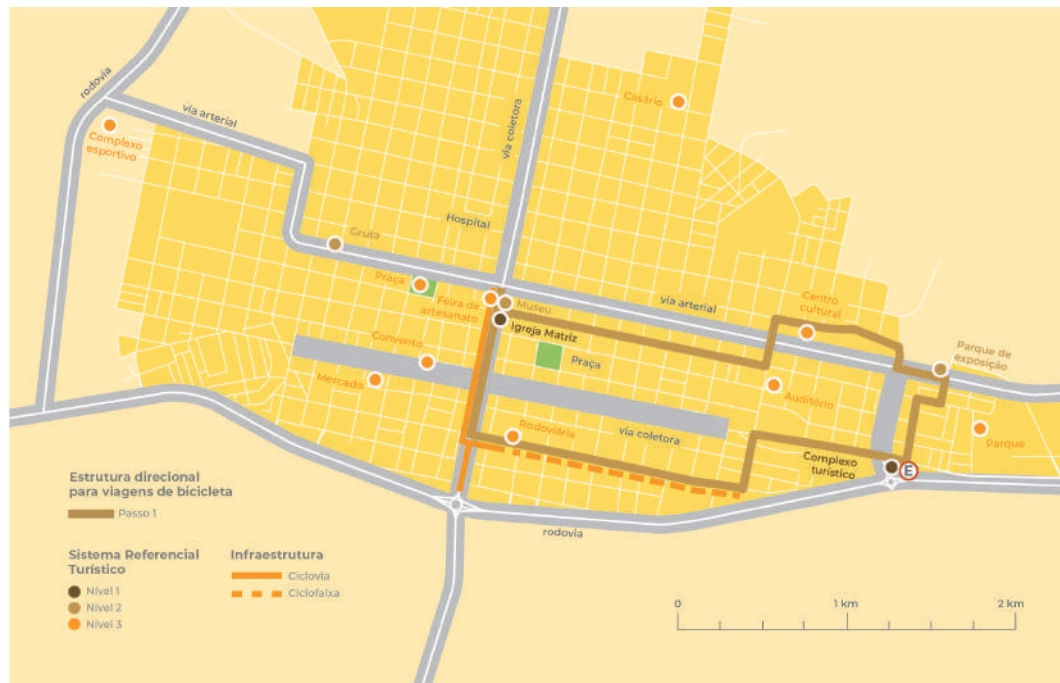 rodovia
via arterial
Complexo
esportivo
via coletora
Casário
Hospital
Gruta
Praça
Feira de
artesanato
Museu
Igreja Matriz
via arterial
Centro
cultural
Parque de
exposição
Convento
Praça
Mercado
Auditório
Rodoviária
via coletora
Parque
Complexo
turístico
E
rodovia
Estrutura direcional
para viagens de bicicleta
Passo 1
Sistema Referencial
Turístico
Nível 1
Nível 2
Nível 3
Infraestrutura
Ciclovia
Ciclofaixa
0 1 km 2 km